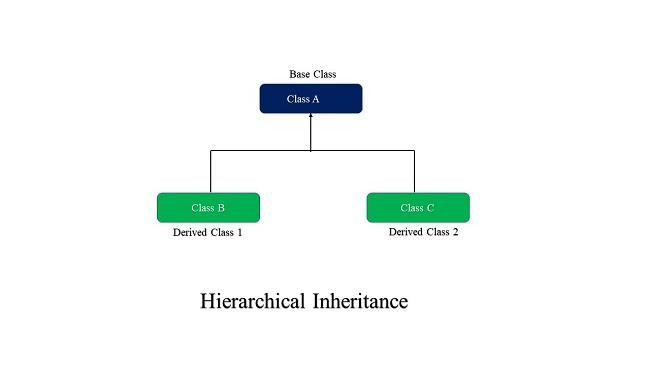 Base Class
Class A
Class B
Class C
Derived Class 1
Derived Class 2
Hierarchical Inheritance